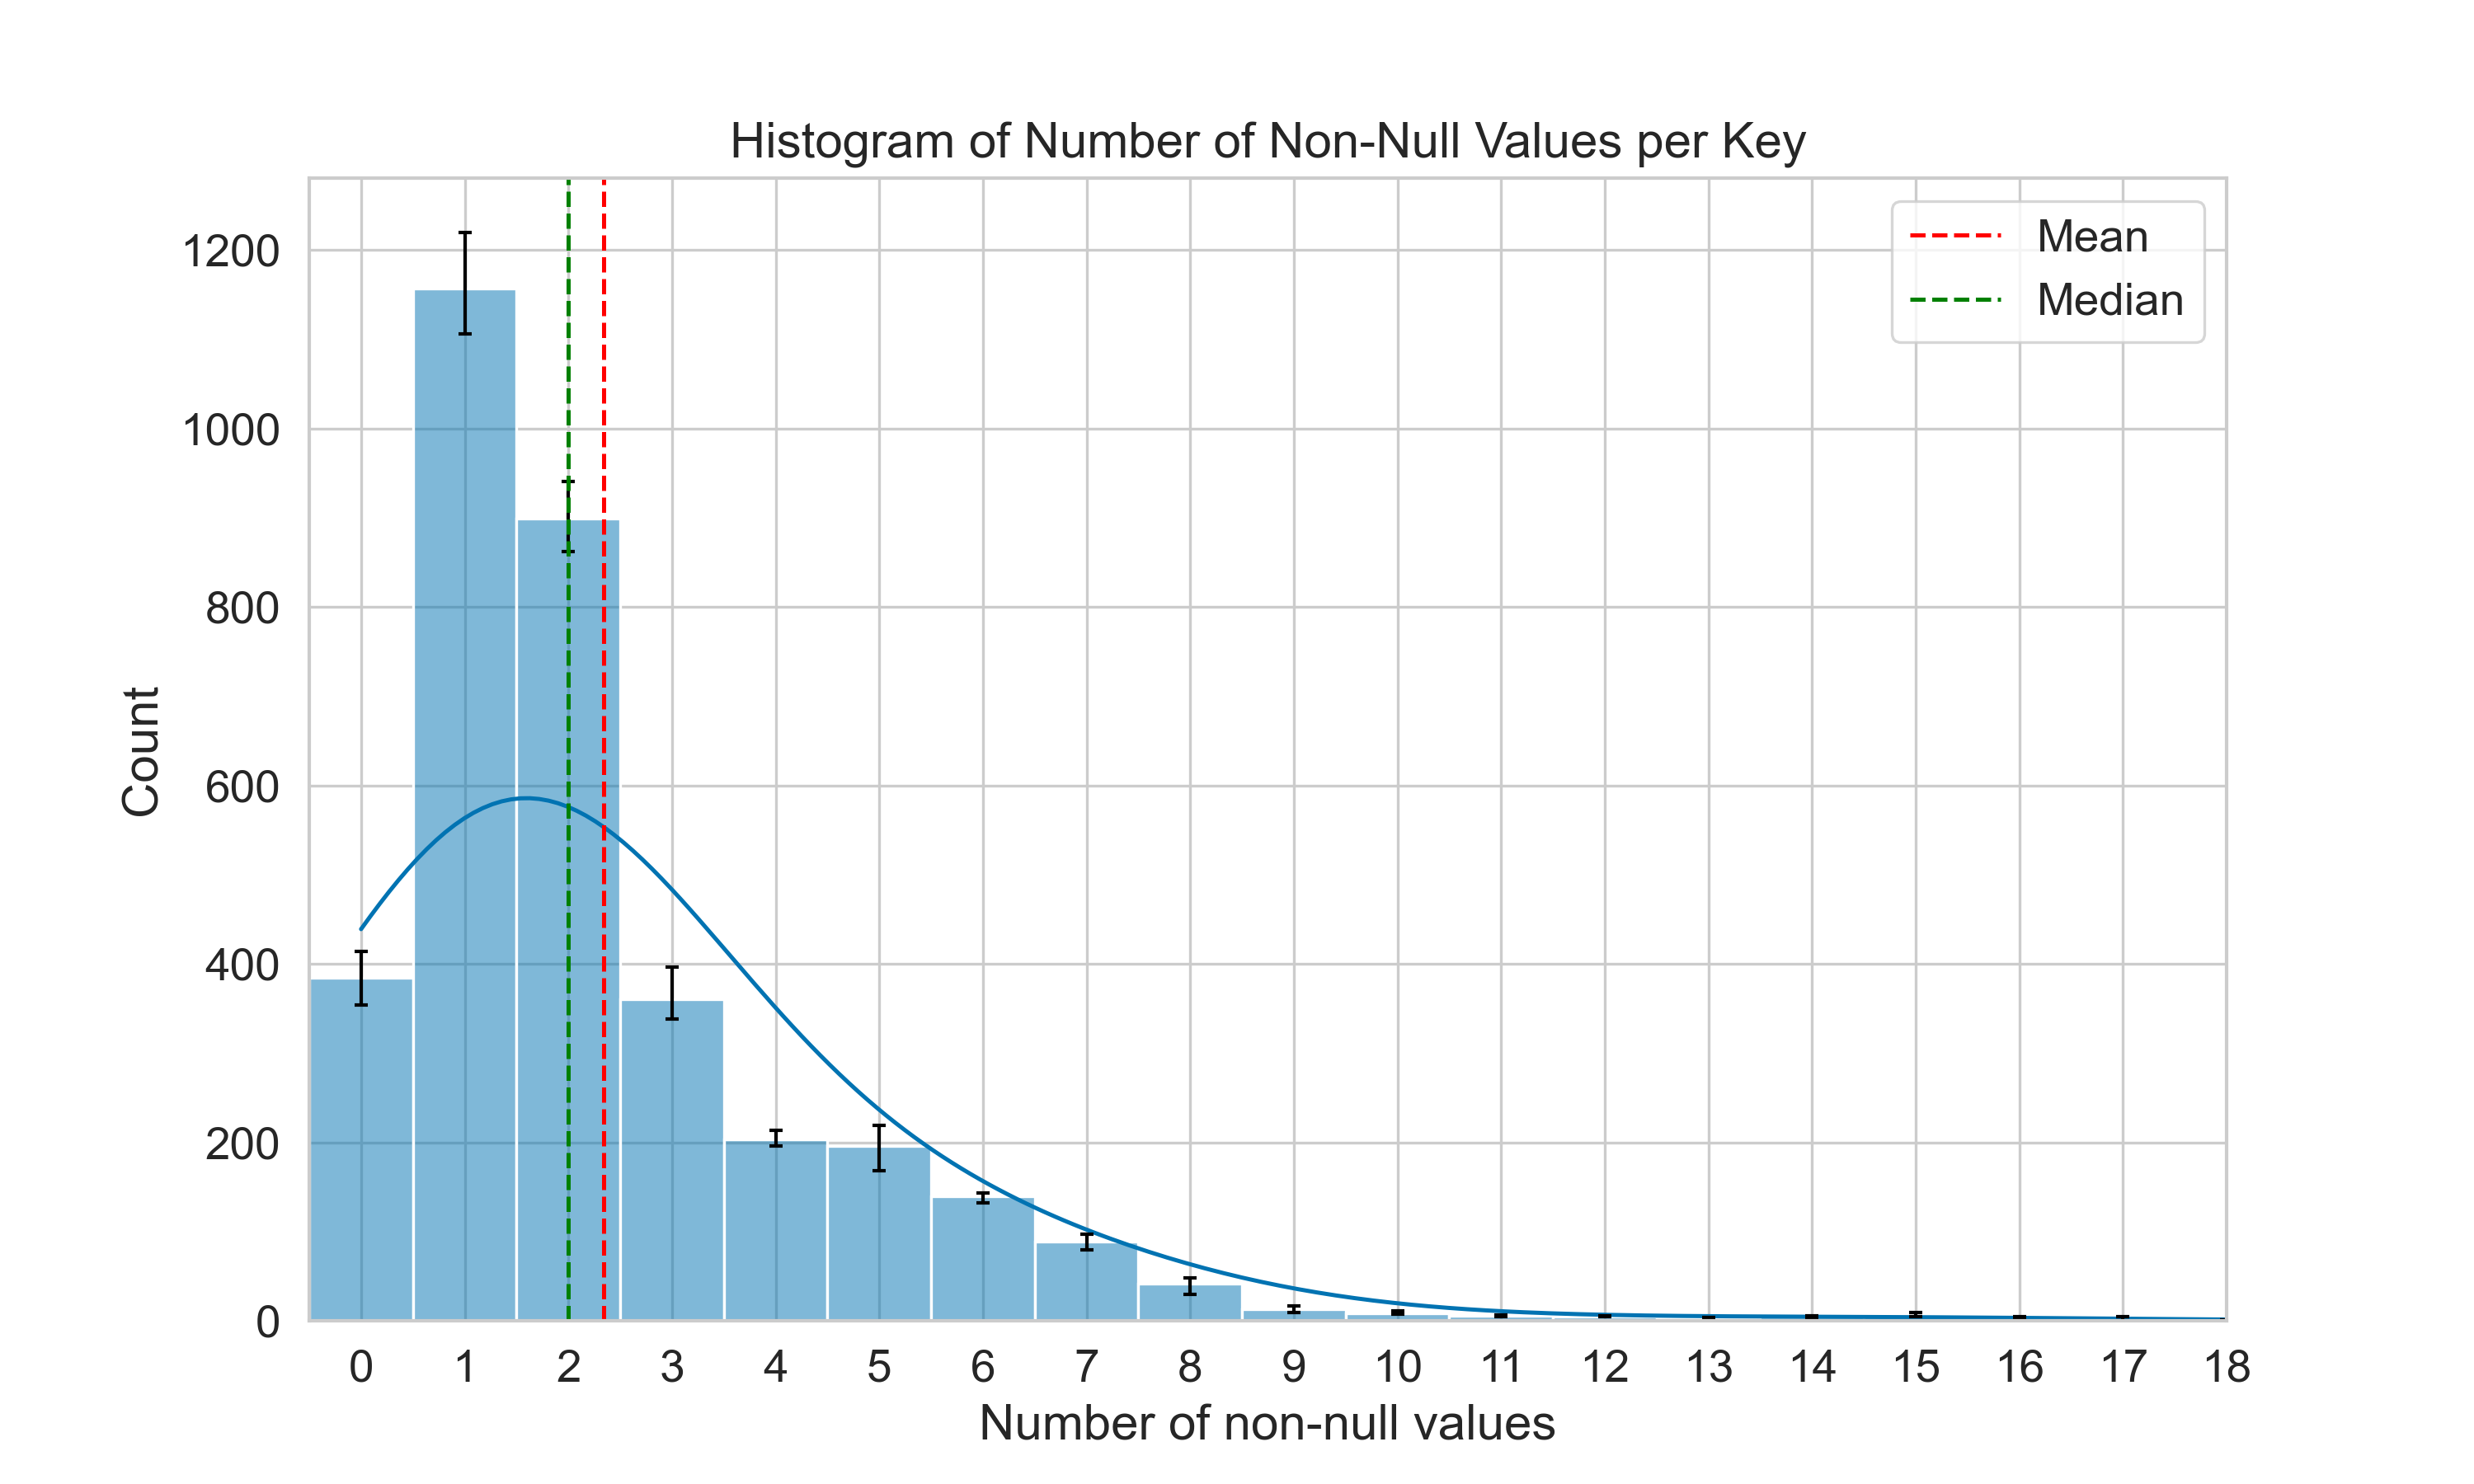 Histogram of Number of Non-Null Values per Key
Mean
Median
1200
1000
800
600
400
200
0
Count
0 1 2 3 4 5 6 7 8 9 10 11 12 13 14 15 16 17 18
Number of non-null values